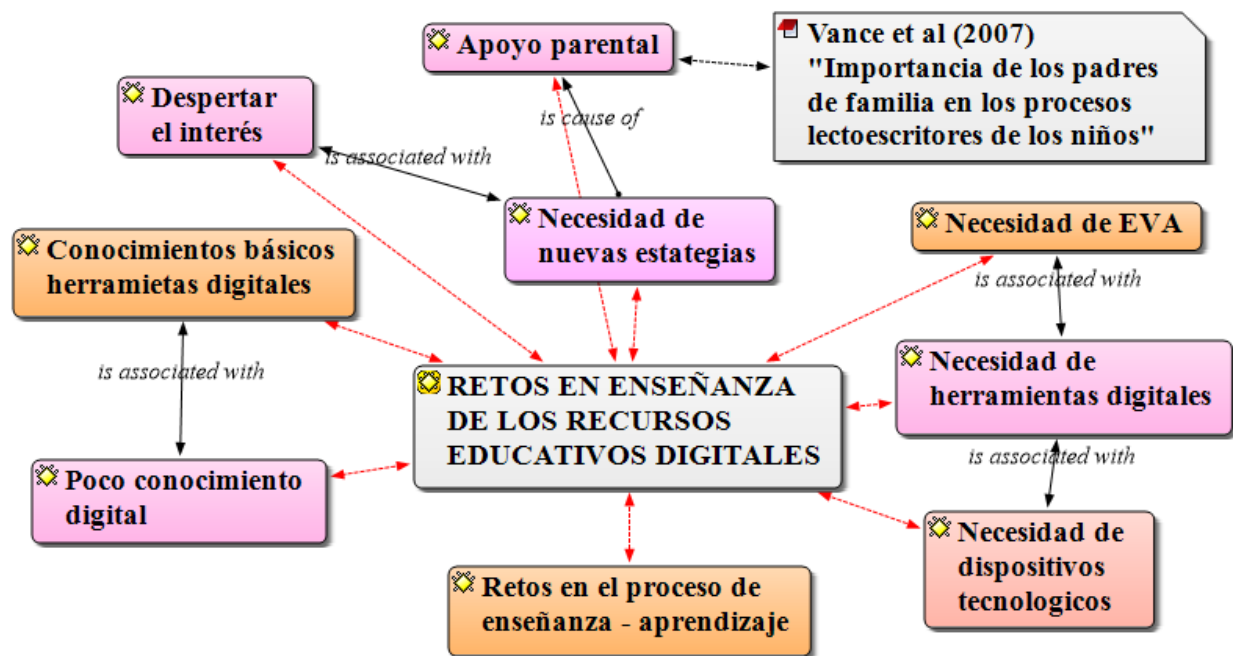 Apoyo parental
Vance et al (2007)
"Importancia de los padres
de familia en los procesos
lectoescritores de los niños"
Despertar
el interés
is cause of
is associated with
Necesidad de
nuevas estategias
Necesidad de EVA
Conocimientos básicos
herramietas digitales
is associated with
is associated with
Necesidad de
herramientas digitales
RETOS EN ENSEÑANZA
DE LOS RECURSOS
EDUCATIVOS DIGITALES
is associated with
Poco conocimiento
digital
Necesidad de
dispositivos
tecnologicos
Retos en el proceso de
enseñanza - aprendizaje